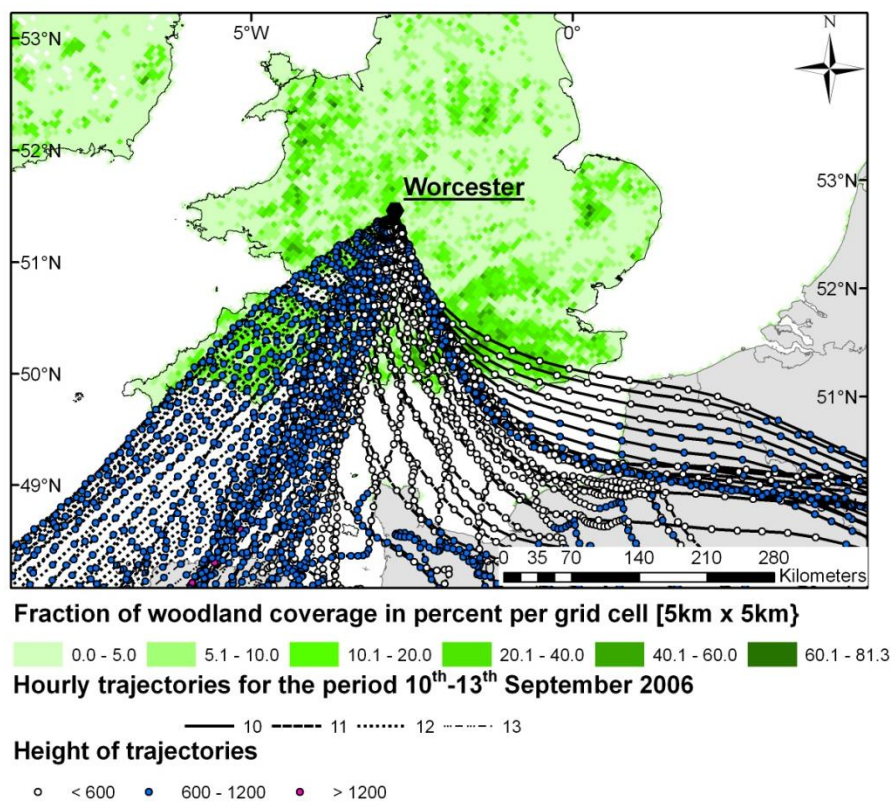 5°W 0° N
53°N
52°N 53°N
Worcester
51°N 52°N
50°N 51°N
49°N
0 35 70 140 210 280
Kilometers
Fraction of woodland coverage in percent per grid cell [5km x 5km}
0.0 - 5.0 5.1 - 10.0 10.1 - 20.0 20.1 - 40.0 40.1 - 60.0 60.1 - 81.3
Hourly trajectories for the period 10th-13th September 2006
10 11 12 13
Height of trajectories
< 600 600 - 1200 > 1200